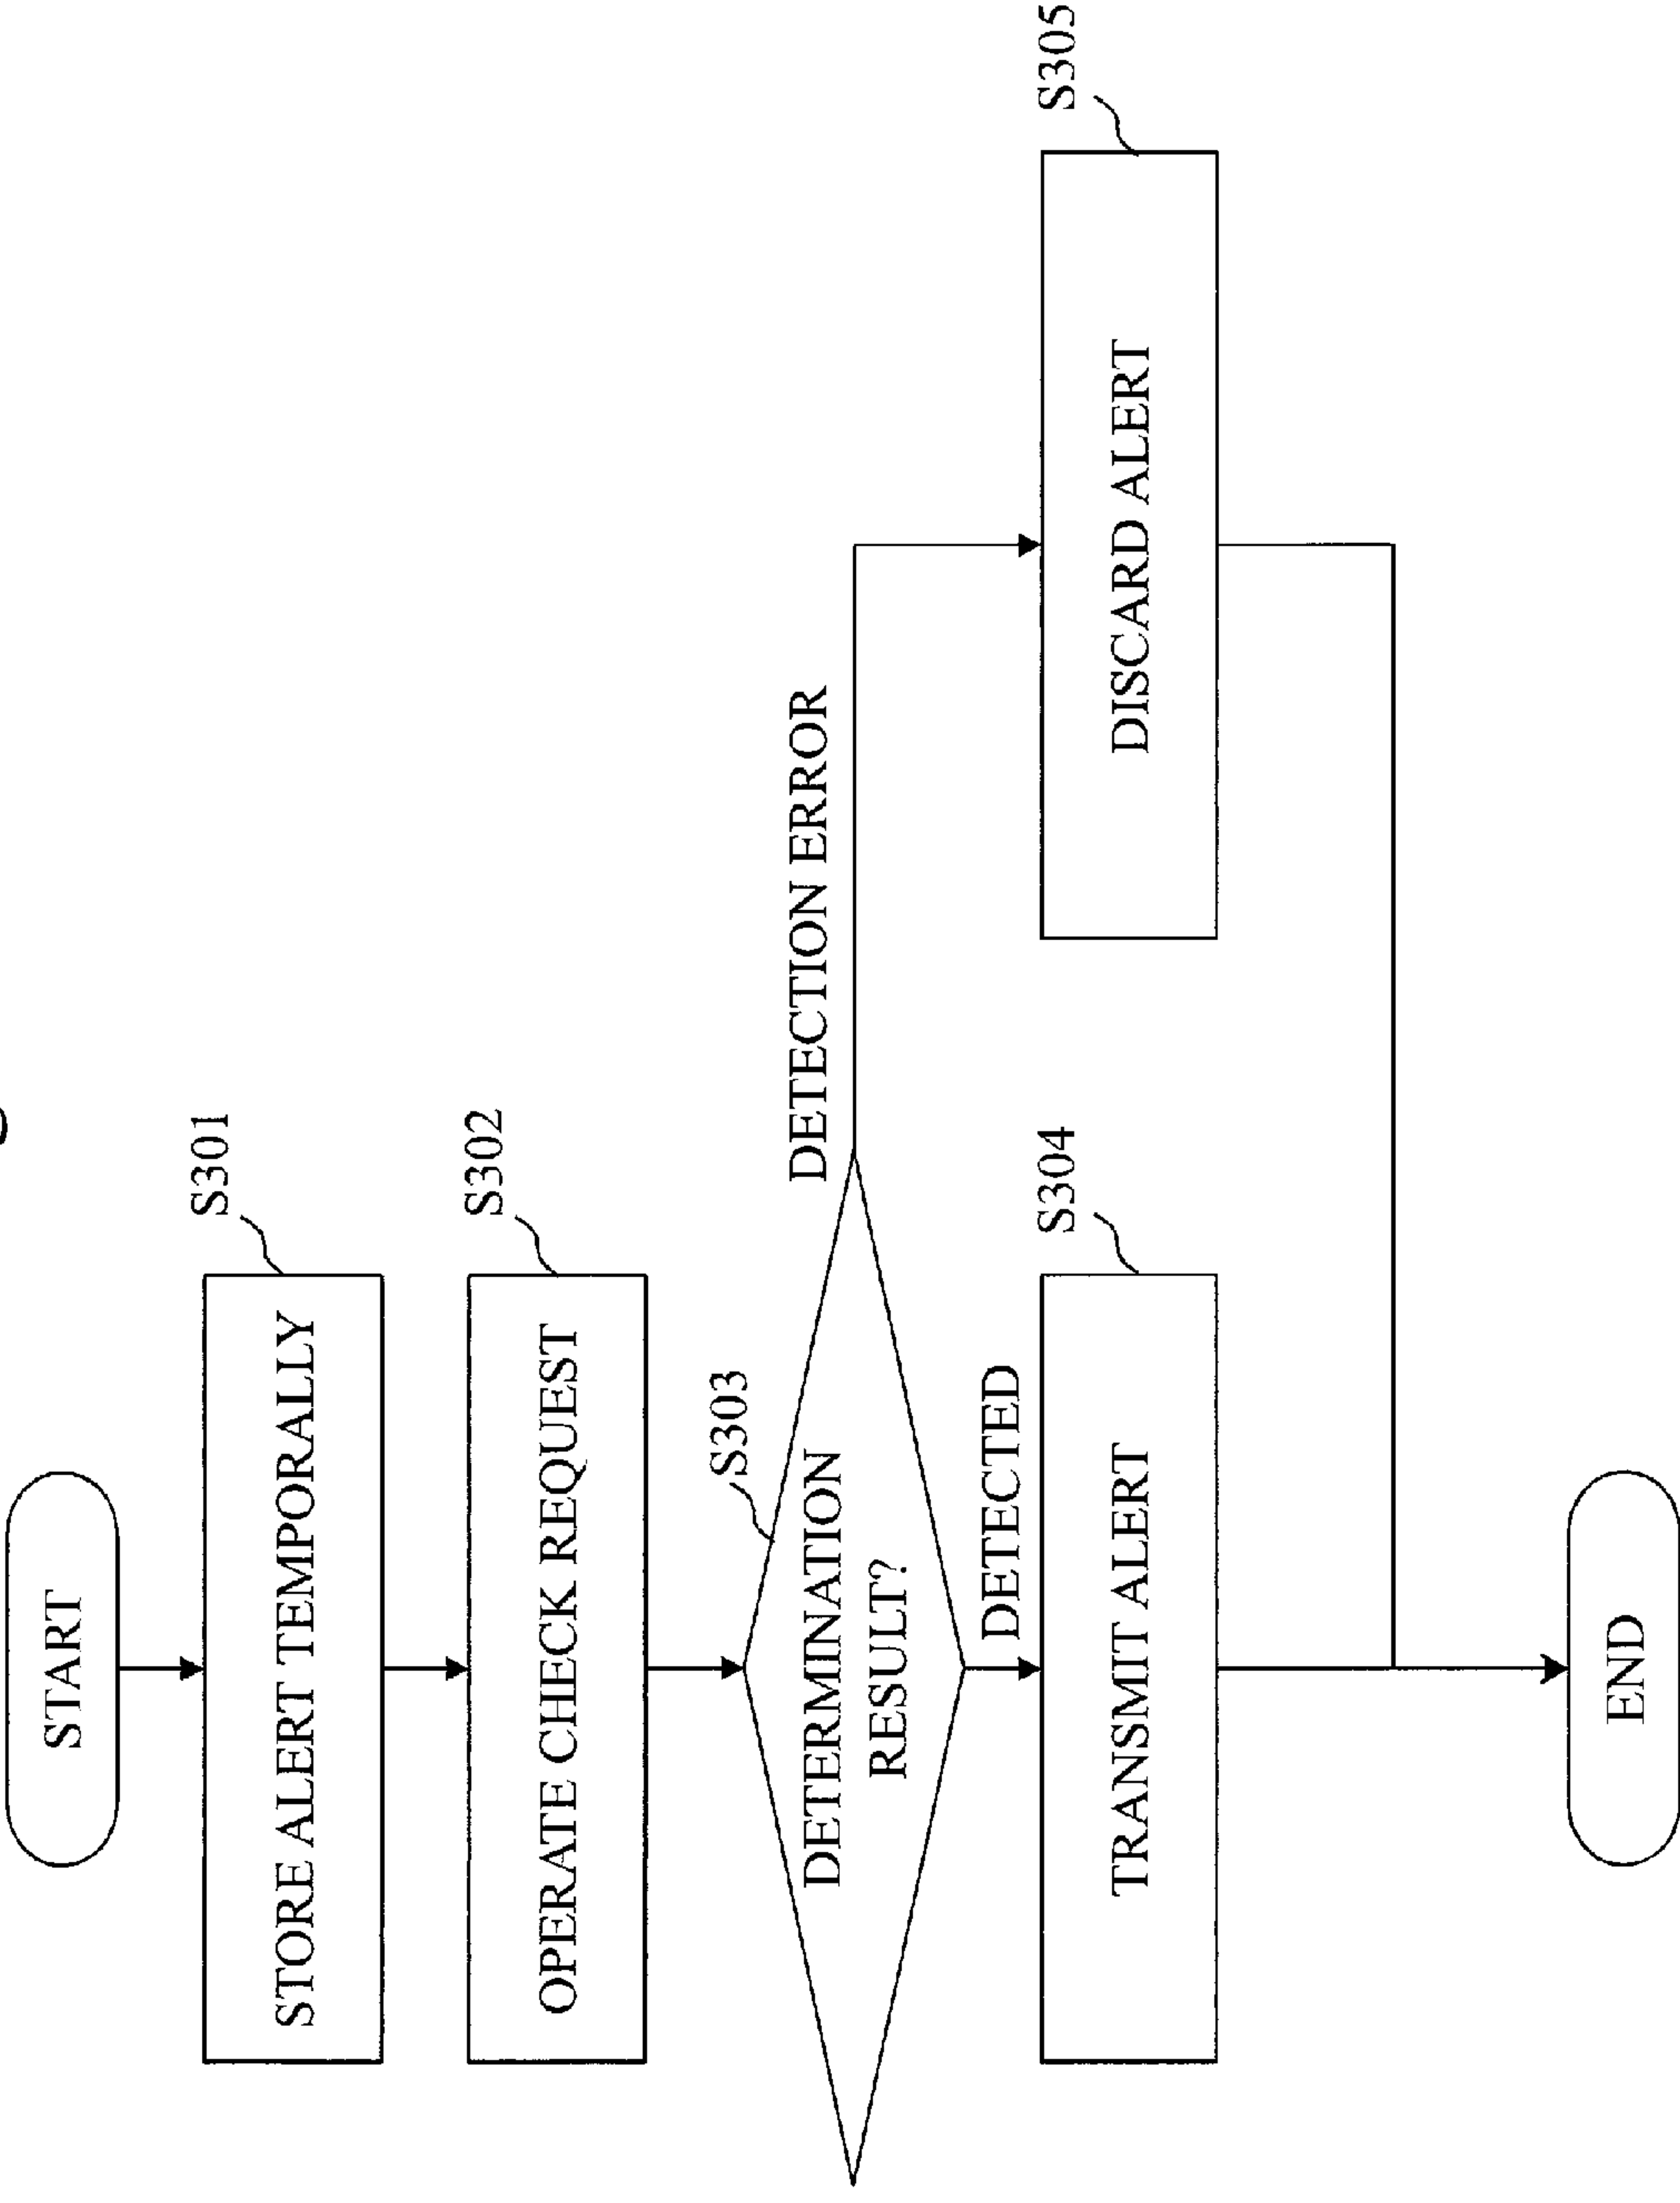 START
S301
STORE ALERT TEMPORALLY
S302
OPERATE CHECK REQUEST
S303
DETERMINATION
RESULT?
DETECTION ERROR
DETECTED
S304
TRANSMIT ALERT
S305
DISCARD ALERT
END